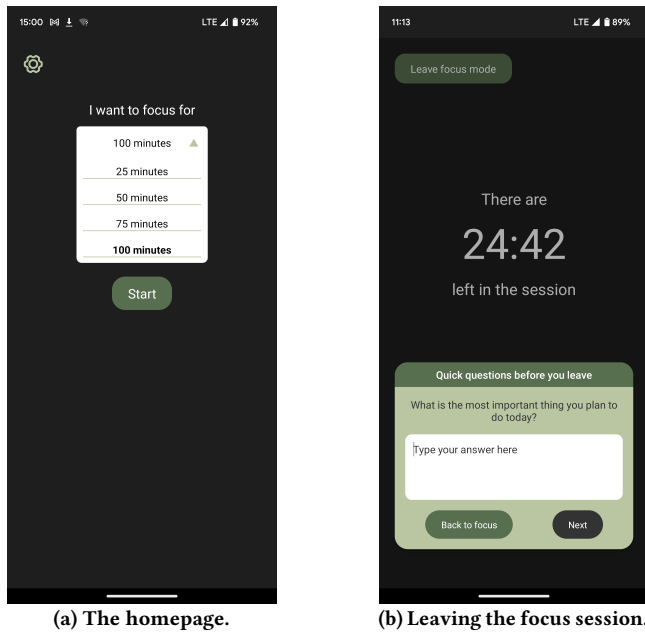 15:00
LTE 92%
I want to focus for
100 minutes
25 minutes
50 minutes
75 minutes
100 minutes
Start
(a) The homepage.
11:13
LTE 89%
Leave focus mode
There are
24:42
left in the session
Quick questions before you leave
What is the most important thing you plan to
do today?
Type your answer here
Back to focus
Next
(b) Leaving the focus session.